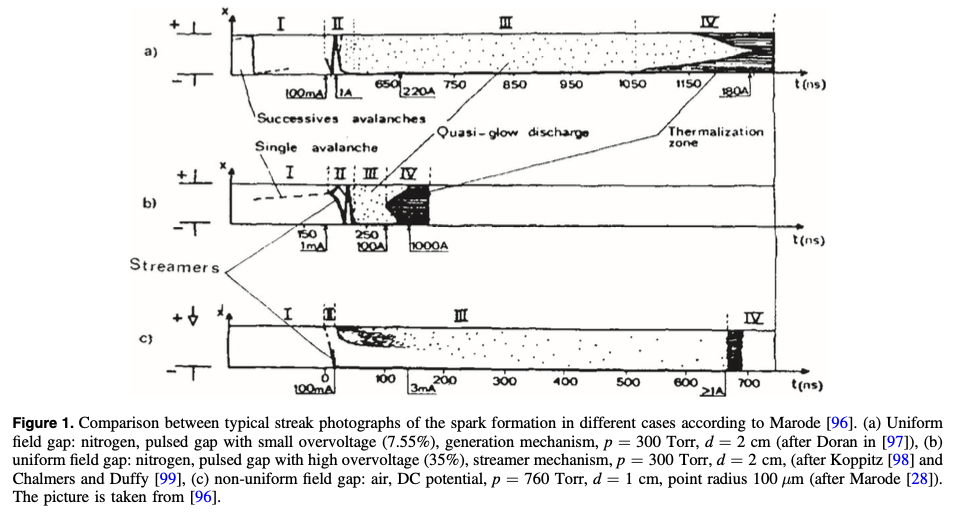 x I II III IV
+
a)
−
650 750 850 950 1050 1150 t(ns)
100mA 1A 220A 180A
Successives avalanches
Quasi-glow discharge
Thermalization
zone
Single avalanche
x I II III IV
+
b)
−
150 250 t(ns)
1mA 100A 1000A
Streamers
+ x I II III IV
c)
−
0 100 200 300 400 500 600 700 t(ns)
100mA 3mA >1A
Figure 1. Comparison between typical streak photographs of the spark formation in different cases according to Marode [96]. (a) Uniform
field gap: nitrogen, pulsed gap with small overvoltage (7.55%), generation mechanism, p = 300 Torr, d = 2 cm (after Doran in [97]), (b)
uniform field gap: nitrogen, pulsed gap with high overvoltage (35%), streamer mechanism, p = 300 Torr, d = 2 cm, (after Koppitz [98] and
Chalmers and Duffy [99], (c) non-uniform field gap: air, DC potential, p = 760 Torr, d = 1 cm, point radius 100 μm (after Marode [28]).
The picture is taken from [96].